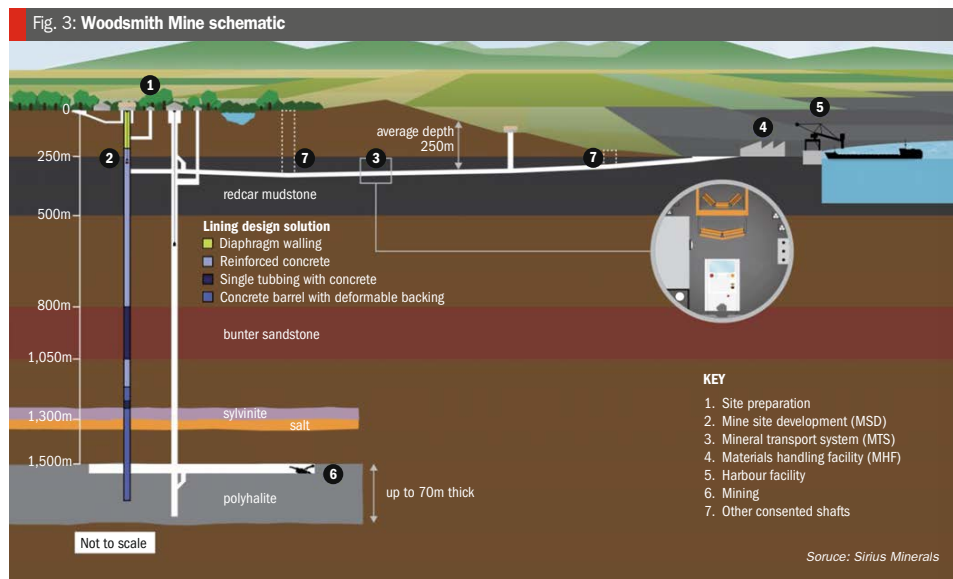 Fig. 3: Woodsmith Mine schematic
1
5
0
average depth
250m
4
250m
2
7
3
7
redcar mudstone
500m
Lining design solution
Diaphragm walling
Reinforced concrete
Single tubbing with concrete
Concrete barrel with deformable backing
800m
bunter sandstone
1,050m
KEY
1. Site preparation
2. Mine site development (MSD)
3. Mineral transport system (MTS)
4. Materials handling facility (MHF)
5. Harbour facility
6. Mining
7. Other consented shafts
sylvinite
1,300m
salt
1,500m
6
polyhalite
up to 70m thick
Not to scale
Soruce: Sirius Minerals